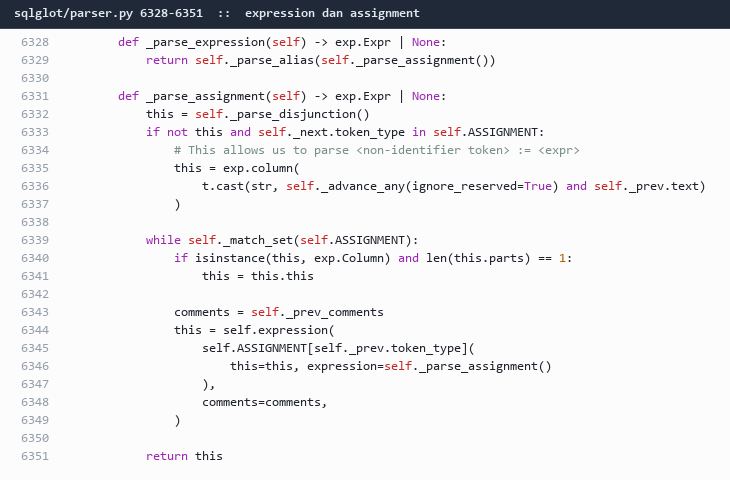 sqlglot/parser.py 6328-6351  ::  expression dan assignment
6328        def _parse_expression(self) -> exp.Expr | None:
6329            return self._parse_alias(self._parse_assignment())
6330
6331        def _parse_assignment(self) -> exp.Expr | None:
6332            this = self._parse_disjunction()
6333            if not this and self._next.token_type in self.ASSIGNMENT:
6334                # This allows us to parse <non-identifier token> := <expr>
6335                this = exp.column(
6336                    t.cast(str, self._advance_any(ignore_reserved=True) and self._prev.text)
6337                )
6338
6339            while self._match_set(self.ASSIGNMENT):
6340                if isinstance(this, exp.Column) and len(this.parts) == 1:
6341                    this = this.this
6342
6343                comments = self._prev_comments
6344                this = self.expression(
6345                    self.ASSIGNMENT[self._prev.token_type](
6346                        this=this, expression=self._parse_assignment()
6347                    ),
6348                    comments=comments,
6349                )
6350
6351            return this